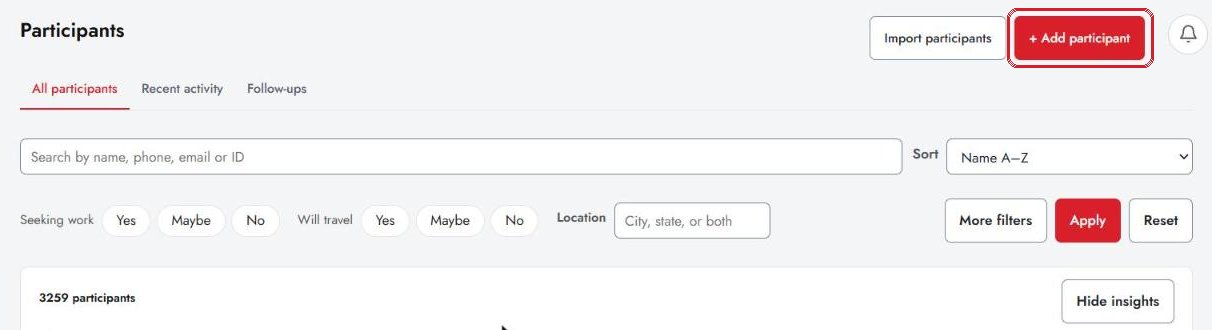 Participants
Import participants
+ Add participant
All participants Recent activity Follow-ups
Search by name, phone, email or ID
Sort
Name A–Z
Seeking work Yes Maybe No Will travel Yes Maybe No Location City, state, or both More filters Apply Reset
3259 participants
Hide insights